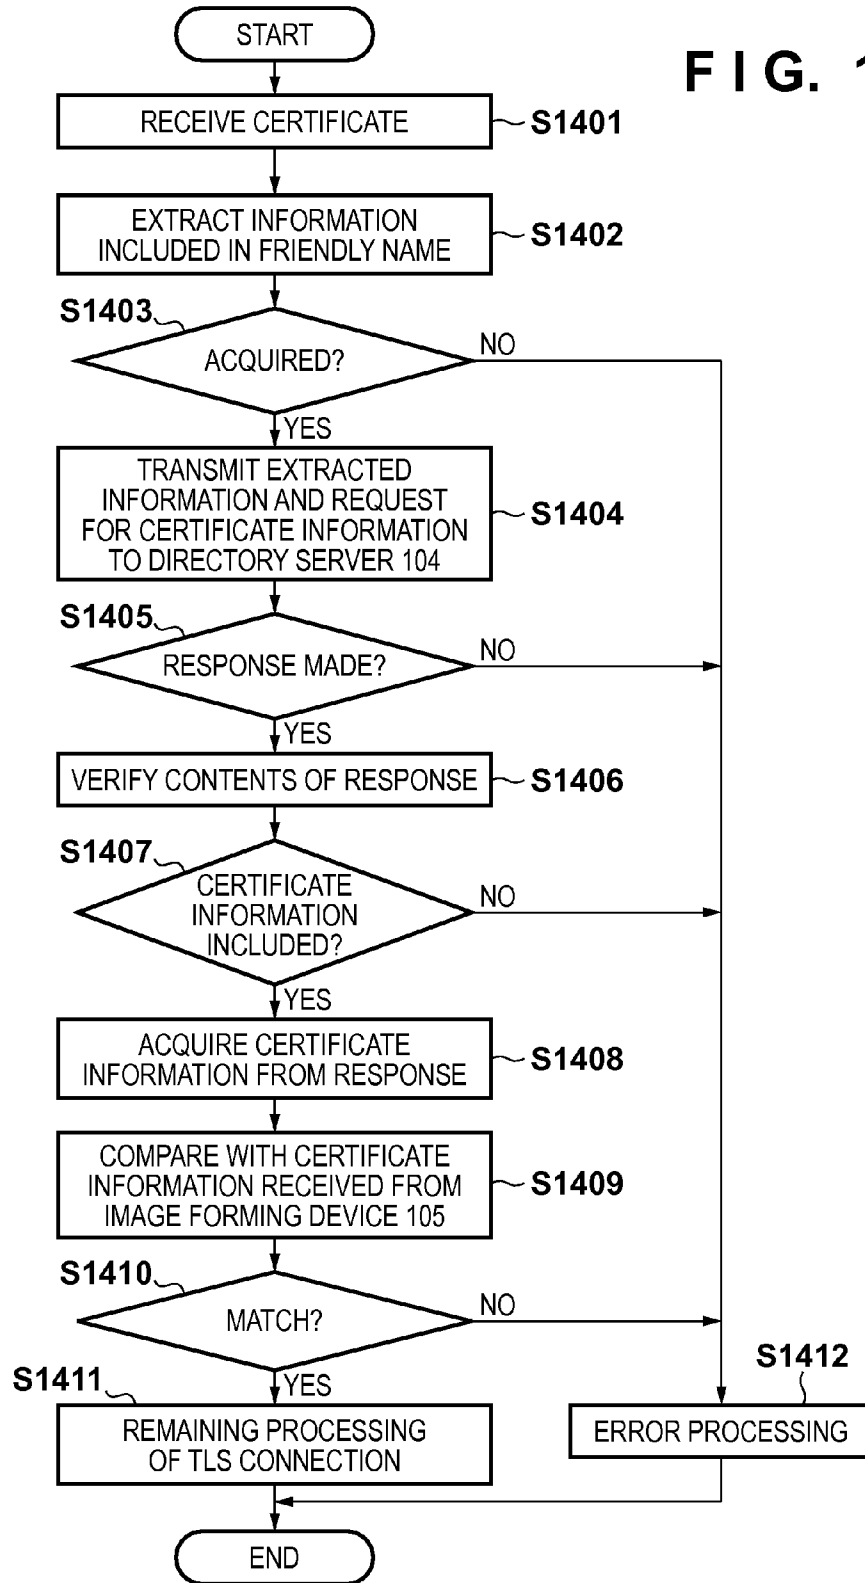 START
FIG. 1
RECEIVE CERTIFICATE
S1401
EXTRACT INFORMATION
INCLUDED IN FRIENDLY NAME
S1402
S1403
ACQUIRED?
NO
YES
TRANSMIT EXTRACTED
INFORMATION AND REQUEST
FOR CERTIFICATE INFORMATION
TO DIRECTORY SERVER 104
S1404
S1405
RESPONSE MADE?
NO
YES
VERIFY CONTENTS OF RESPONSE
S1406
S1407
CERTIFICATE
INFORMATION
INCLUDED?
NO
YES
ACQUIRE CERTIFICATE
INFORMATION FROM RESPONSE
S1408
COMPARE WITH CERTIFICATE
INFORMATION RECEIVED FROM
IMAGE FORMING DEVICE 105
S1409
S1410
MATCH?
NO
YES
S1411
REMAINING PROCESSING
OF TLS CONNECTION
S1412
ERROR PROCESSING
END